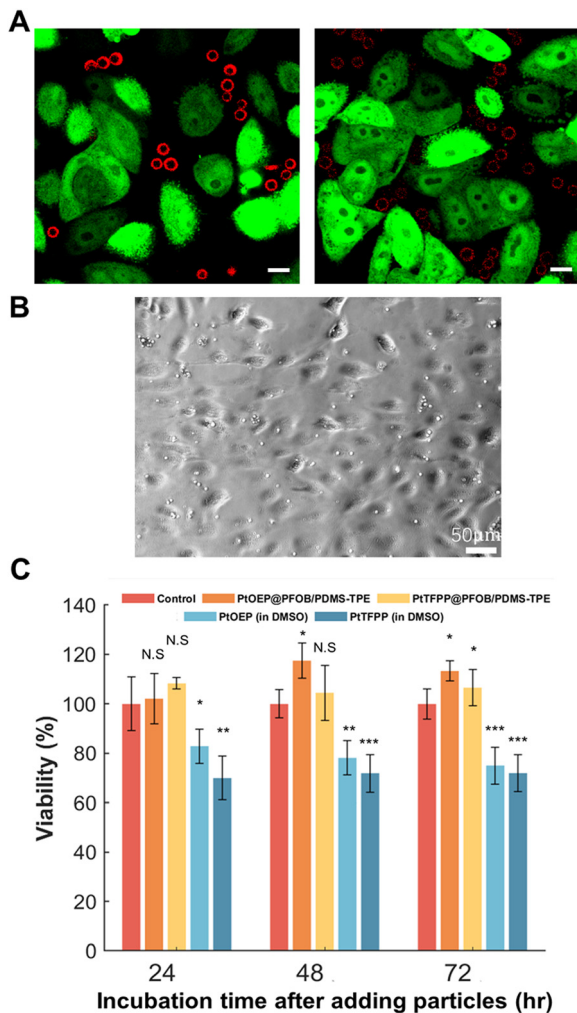 A
B
50μm
C
Control PtOEP@PFOB/PDMS-TPE PtTFPP@PFOB/PDMS-TPE
PtOEP (in DMSO) PtTFPP (in DMSO)
140
120
100
80
60
40
20
0
Viability (%)
N.S N.S * **
* N.S ** ***
* * *** ***
24 48 72
Incubation time after adding particles (hr)